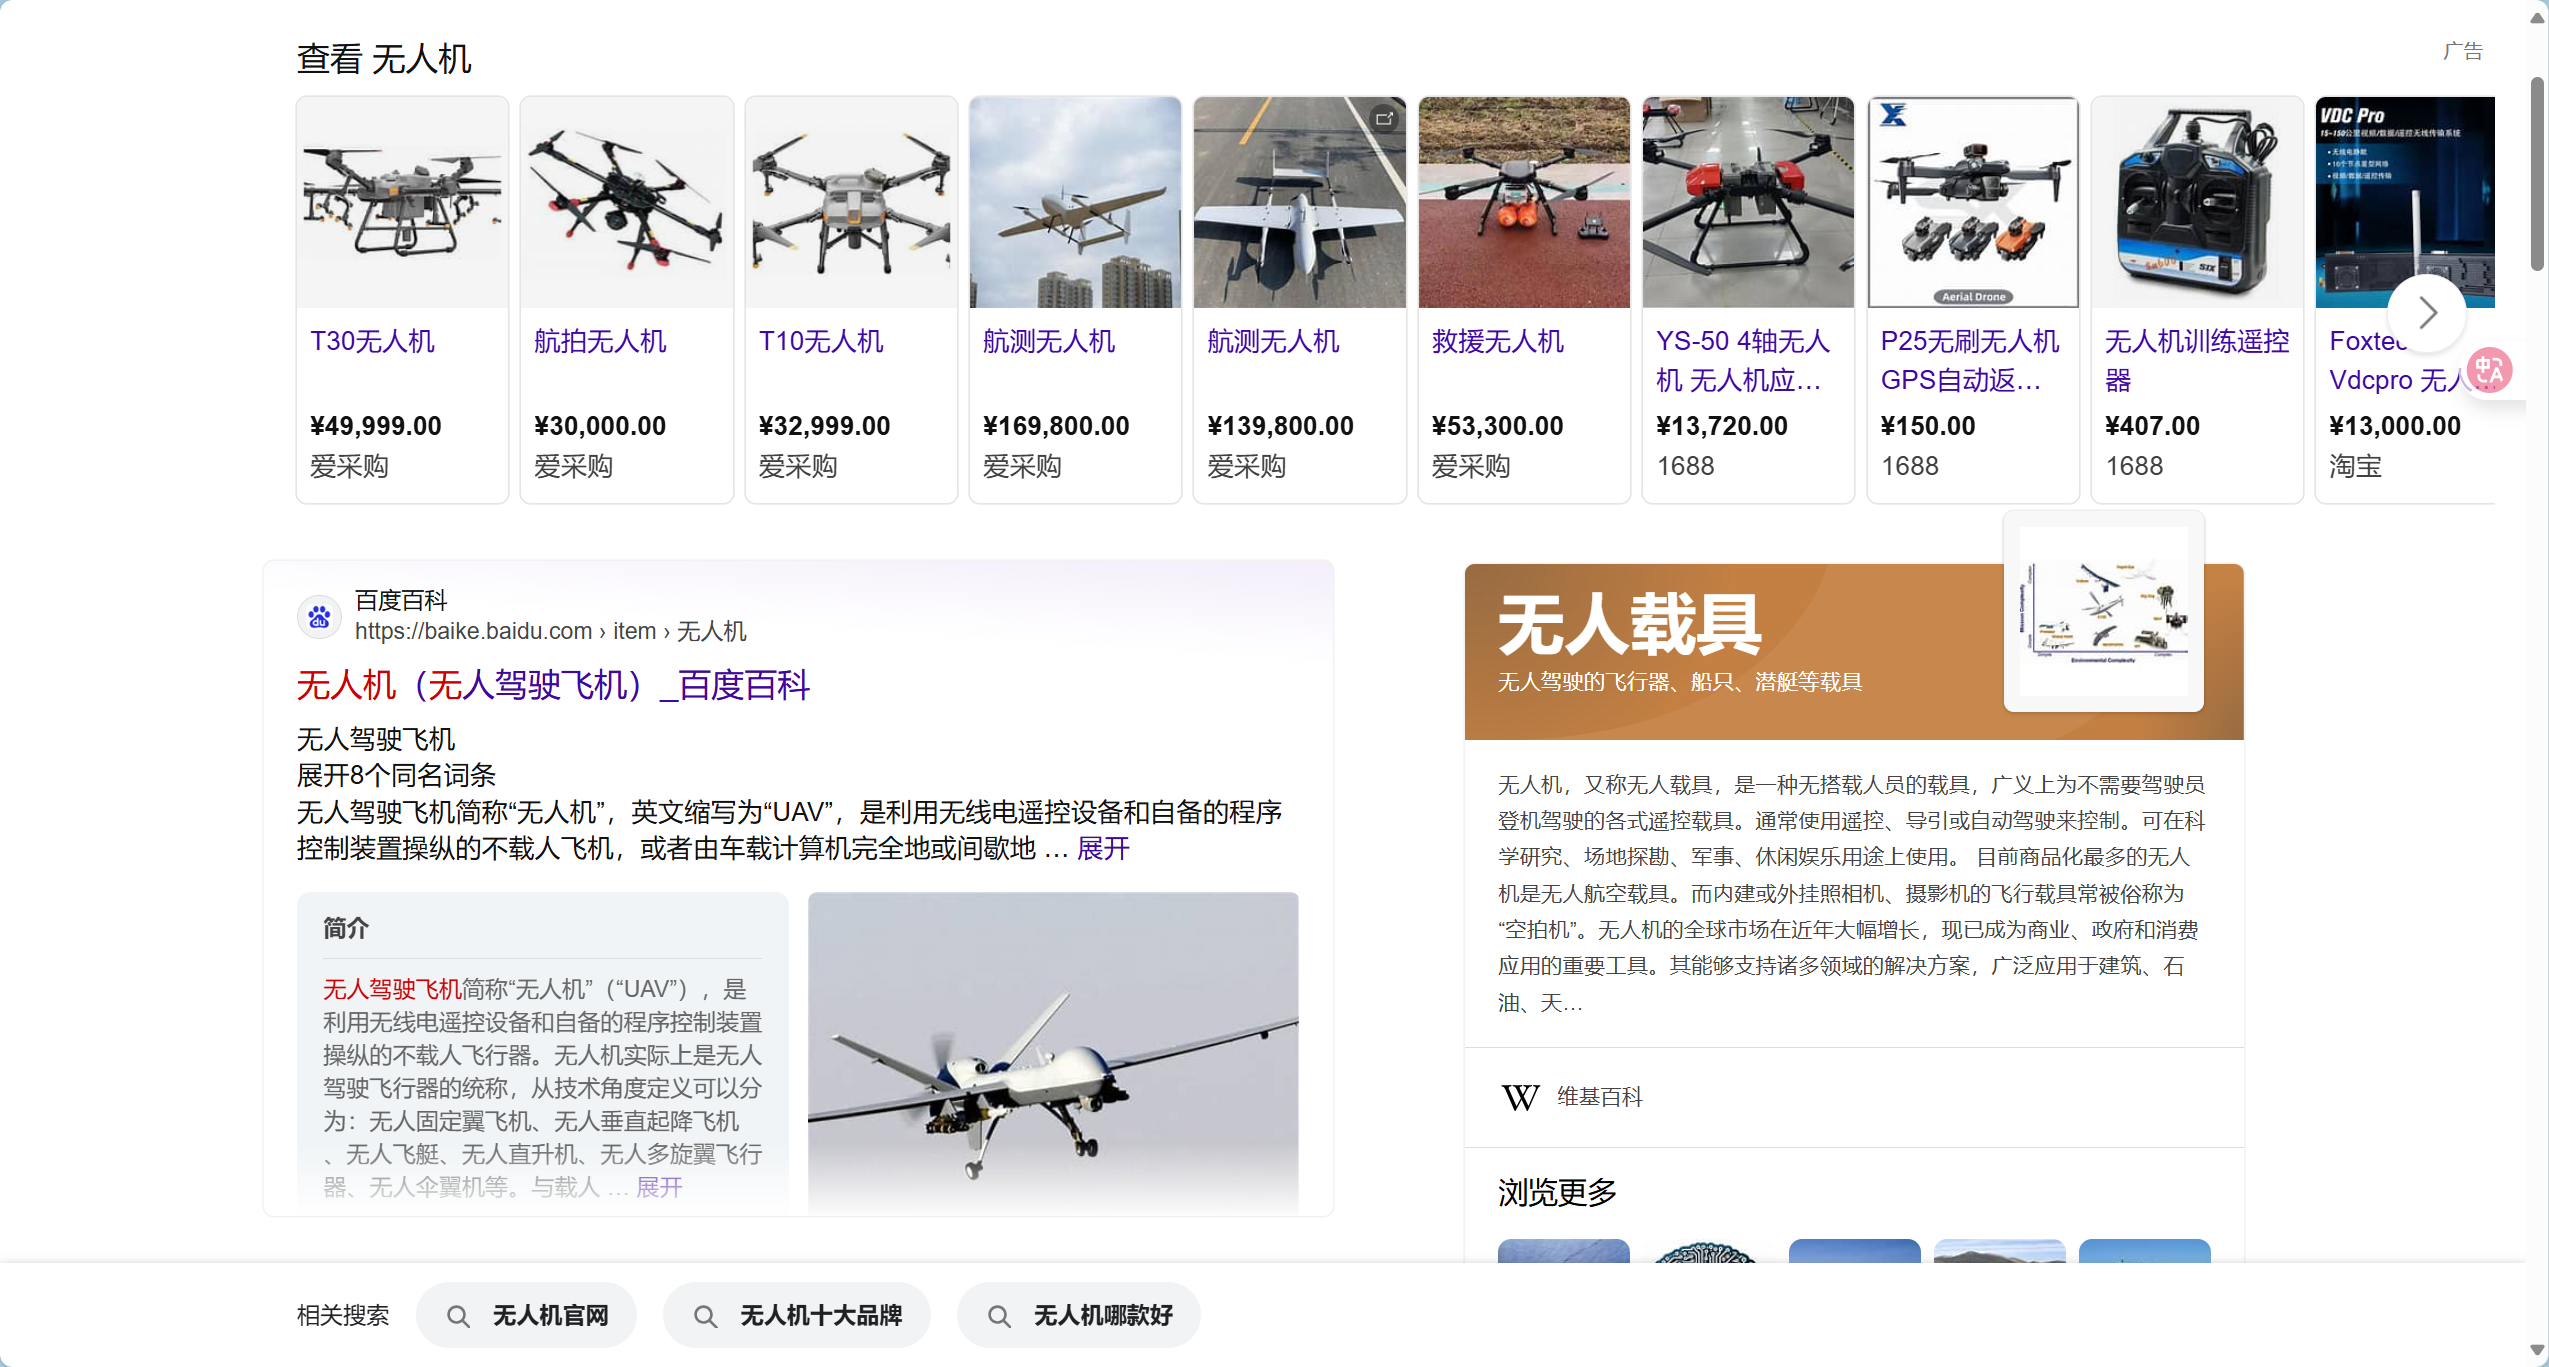 查看 无人机
广告
T30无人机
¥49,999.00
爱采购
航拍无人机
¥30,000.00
爱采购
T10无人机
¥32,999.00
爱采购
航测无人机
¥169,800.00
爱采购
航测无人机
¥139,800.00
爱采购
救援无人机
¥53,300.00
爱采购
YS-50 4轴无人
机 无人机应…
¥13,720.00
1688
Aerial Drone
P25无刷无人机
GPS自动返…
¥150.00
1688
SIX
无人机训练遥控
器
¥407.00
1688
VDC Pro
15-150公里视频/数据/遥控无线传输系统
Foxtec
Vdcpro 无人
¥13,000.00
淘宝
百度百科
https://baike.baidu.com › item › 无人机
无人机（无人驾驶飞机）_百度百科
无人驾驶飞机
展开8个同名词条
无人驾驶飞机简称“无人机”，英文缩写为“UAV”，是利用无线电遥控设备和自备的程序
控制装置操纵的不载人飞机，或者由车载计算机完全地或间歇地 … 展开
简介
无人驾驶飞机简称“无人机”（“UAV”），是
利用无线电遥控设备和自备的程序控制装置
操纵的不载人飞行器。无人机实际上是无人
驾驶飞行器的统称，从技术角度定义可以分
为：无人固定翼飞机、无人垂直起降飞机
、无人飞艇、无人直升机、无人多旋翼飞行
器、无人伞翼机等。与载人 … 展开
无人载具
无人驾驶的飞行器、船只、潜艇等载具
Environmental Complexity
无人机，又称无人载具，是一种无搭载人员的载具，广义上为不需要驾驶员
登机驾驶的各式遥控载具。通常使用遥控、导引或自动驾驶来控制。可在科
学研究、场地探勘、军事、休闲娱乐用途上使用。 目前商品化最多的无人
机是无人航空载具。而内建或外挂照相机、摄影机的飞行载具常被俗称为
“空拍机”。无人机的全球市场在近年大幅增长，现已成为商业、政府和消费
应用的重要工具。其能够支持诸多领域的解决方案，广泛应用于建筑、石
油、天…
维基百科
浏览更多
相关搜索
无人机官网
无人机十大品牌
无人机哪款好